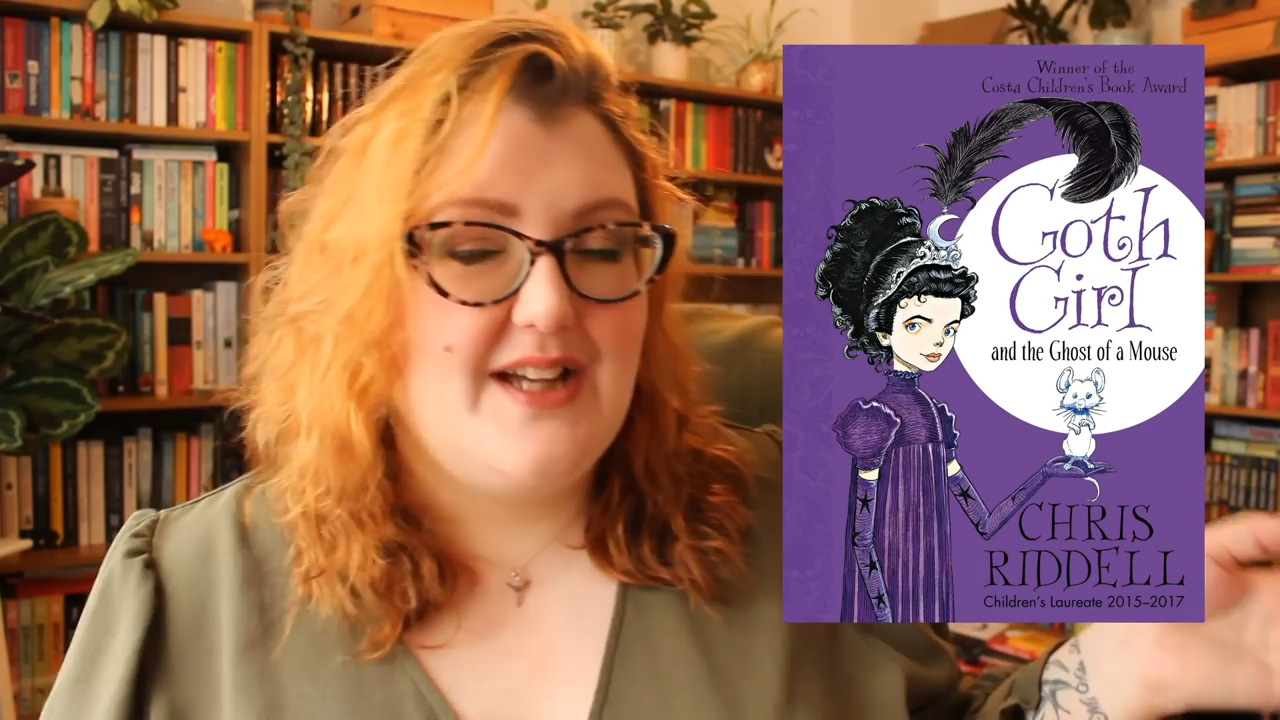 Winner of the
Costa Children's Book Award
Goth
Girl
and the Ghost of a Mouse
CHRIS
RIDDELL
Children's Laureate 2015–2017